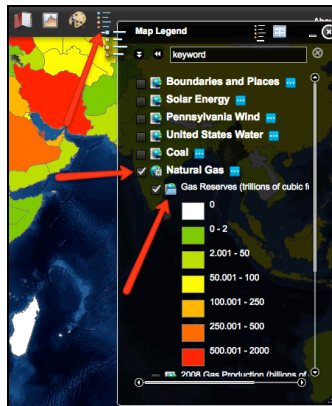 Map Legend
keyword
Boundaries and Places
Solar Energy
Pennsylvania Wind
United States Water
Coal
Natural Gas
Gas Reserves (trillions of cubic f
0
0 - 2
2.001 - 50
50.001 - 100
100.001 - 250
250.001 - 500
500.001 - 2000
2008 Gas Production (billions of